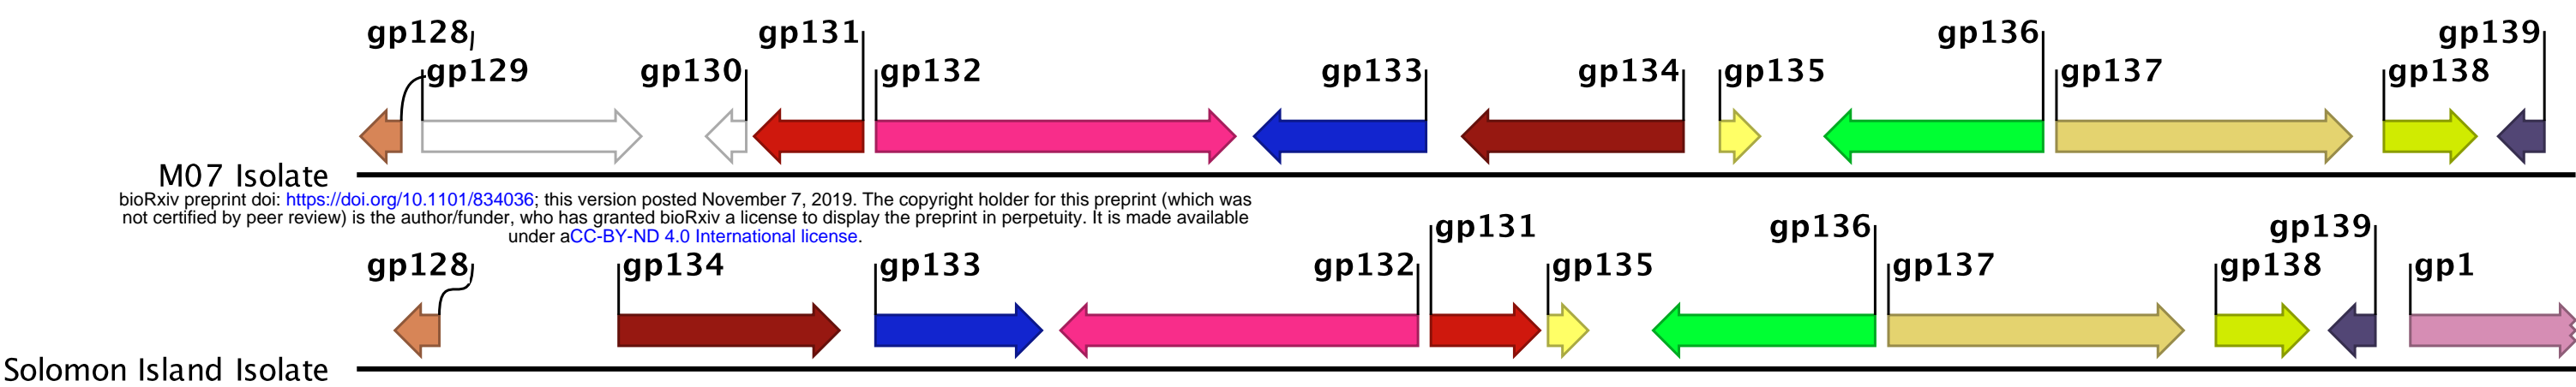 gp128 gp131 gp136 gp139
gp129 gp130 gp132 gp133 gp134 gp135 gp137 gp138
M07 Isolate
bioRxiv preprint doi: https://doi.org/10.1101/834036; this version posted November 7, 2019. The copyright holder for this preprint (which was
not certified by peer review) is the author/funder, who has granted bioRxiv a license to display the preprint in perpetuity. It is made available
under aCC-BY-ND 4.0 International license.
gp131 gp136 gp139
gp128 gp134 gp133 gp132 gp135 gp137 gp138 gp1
Solomon Island Isolate